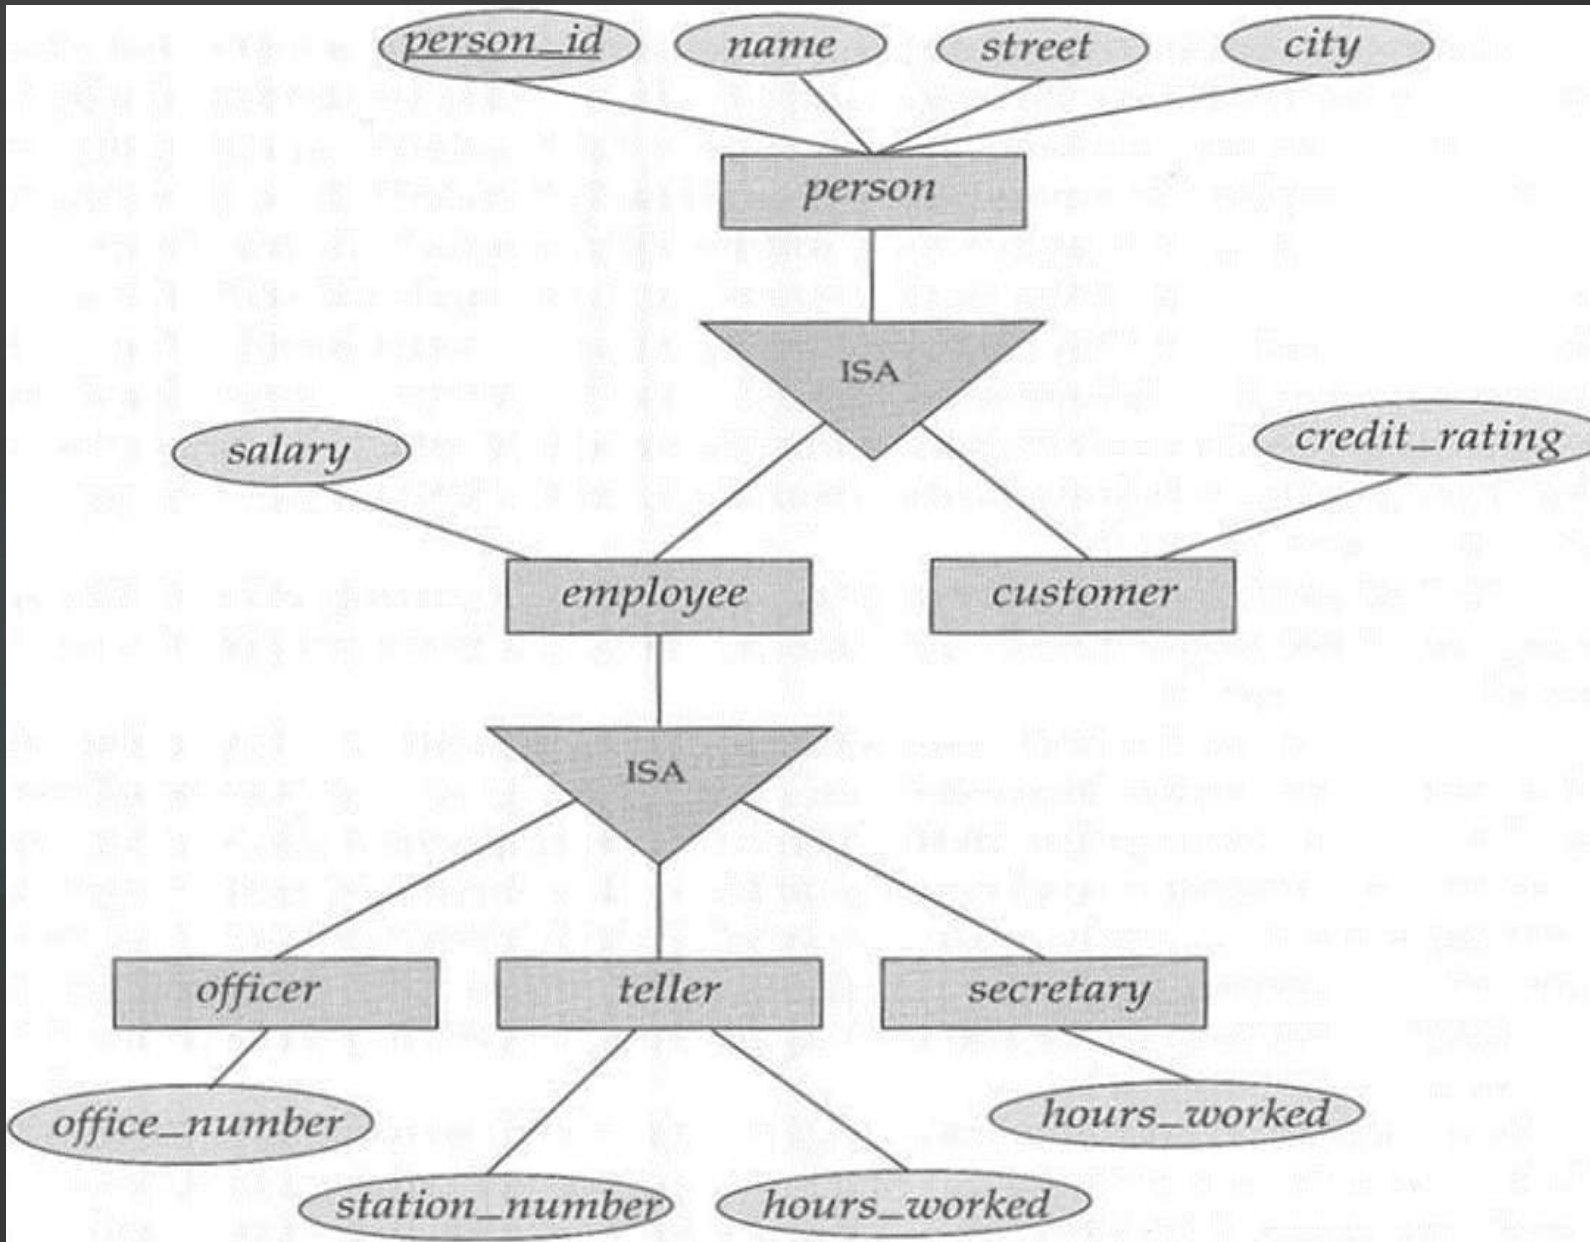 person_id name street city
person
ISA
salary
credit_rating
employee customer
ISA
officer teller secretary
office_number hours_worked
station_number hours_worked